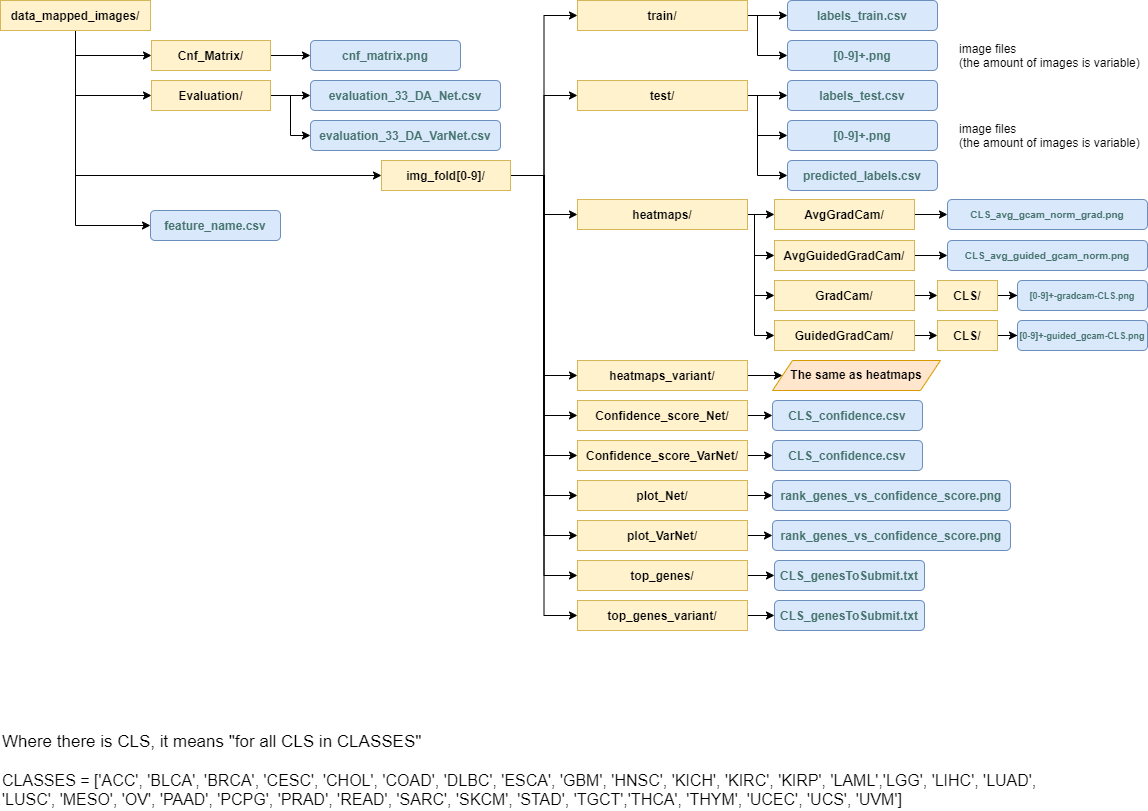 data_mapped_images/
train/
labels_train.csv
Cnf_Matrix/
cnf_matrix.png
[0-9]+.png
image files
(the amount of images is variable)
Evaluation/
evaluation_33_DA_Net.csv
test/
labels_test.csv
evaluation_33_DA_VarNet.csv
[0-9]+.png
image files
(the amount of images is variable)
img_fold[0-9]/
predicted_labels.csv
feature_name.csv
heatmaps/
AvgGradCam/
CLS_avg_gcam_norm_grad.png
AvgGuidedGradCam/
CLS_avg_guided_gcam_norm.png
GradCam/
CLS/
[0-9]+-gradcam-CLS.png
GuidedGradCam/
CLS/
[0-9]+-guided_gcam-CLS.png
heatmaps_variant/
The same as heatmaps
Confidence_score_Net/
CLS_confidence.csv
Confidence_score_VarNet/
CLS_confidence.csv
plot_Net/
rank_genes_vs_confidence_score.png
plot_VarNet/
rank_genes_vs_confidence_score.png
top_genes/
CLS_genesToSubmit.txt
top_genes_variant/
CLS_genesToSubmit.txt
Where there is CLS, it means "for all CLS in CLASSES"
CLASSES = ['ACC', 'BLCA', 'BRCA', 'CESC', 'CHOL', 'COAD', 'DLBC', 'ESCA', 'GBM', 'HNSC', 'KICH', 'KIRC', 'KIRP', 'LAML','LGG', 'LIHC', 'LUAD',
'LUSC', 'MESO', 'OV', 'PAAD', 'PCPG', 'PRAD', 'READ', 'SARC', 'SKCM', 'STAD', 'TGCT','THCA', 'THYM', 'UCEC', 'UCS', 'UVM']